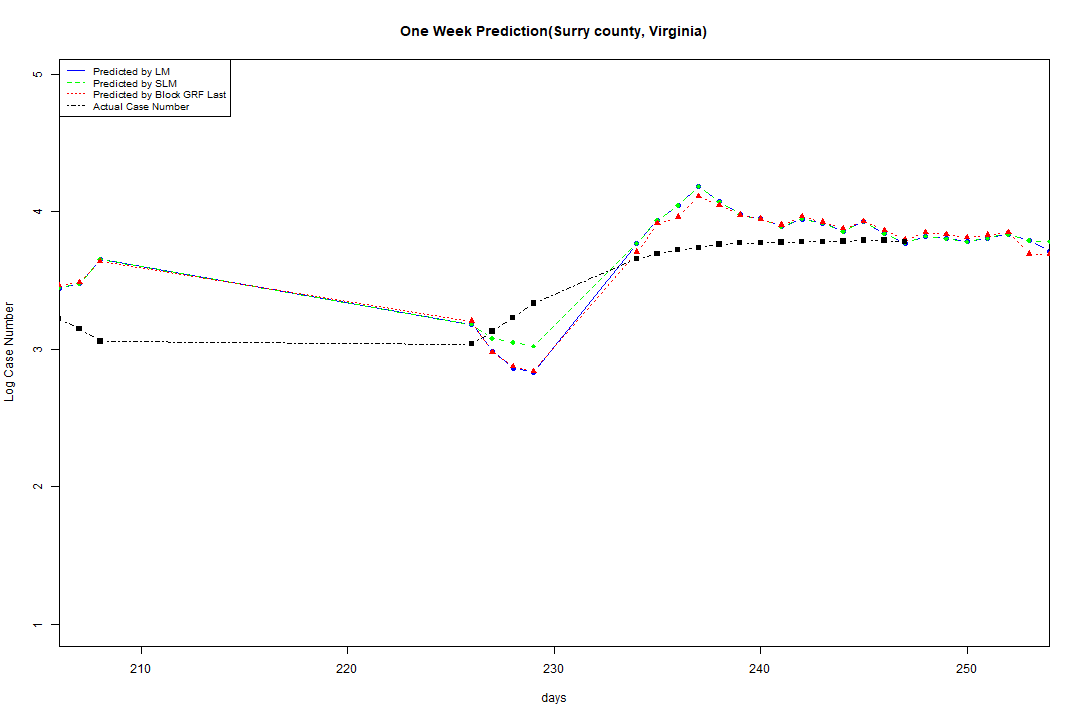 One Week Prediction(Surry county, Virginia)
Predicted by LM
Predicted by SLM
Predicted by Block GRF Last
Actual Case Number
5
4
3
2
1
Log Case Number
210 220 230 240 250
days